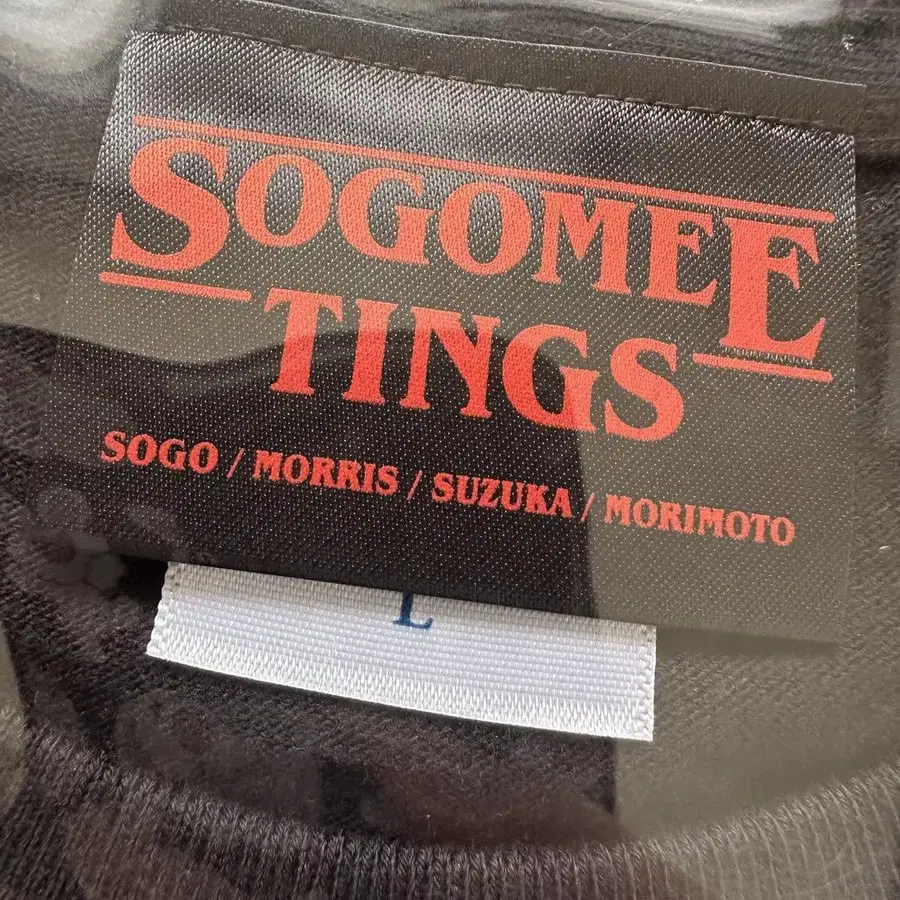 SOGOMEE
TINGS
SOGO / MORRIS / SUZUKA / MORIMOTO
L